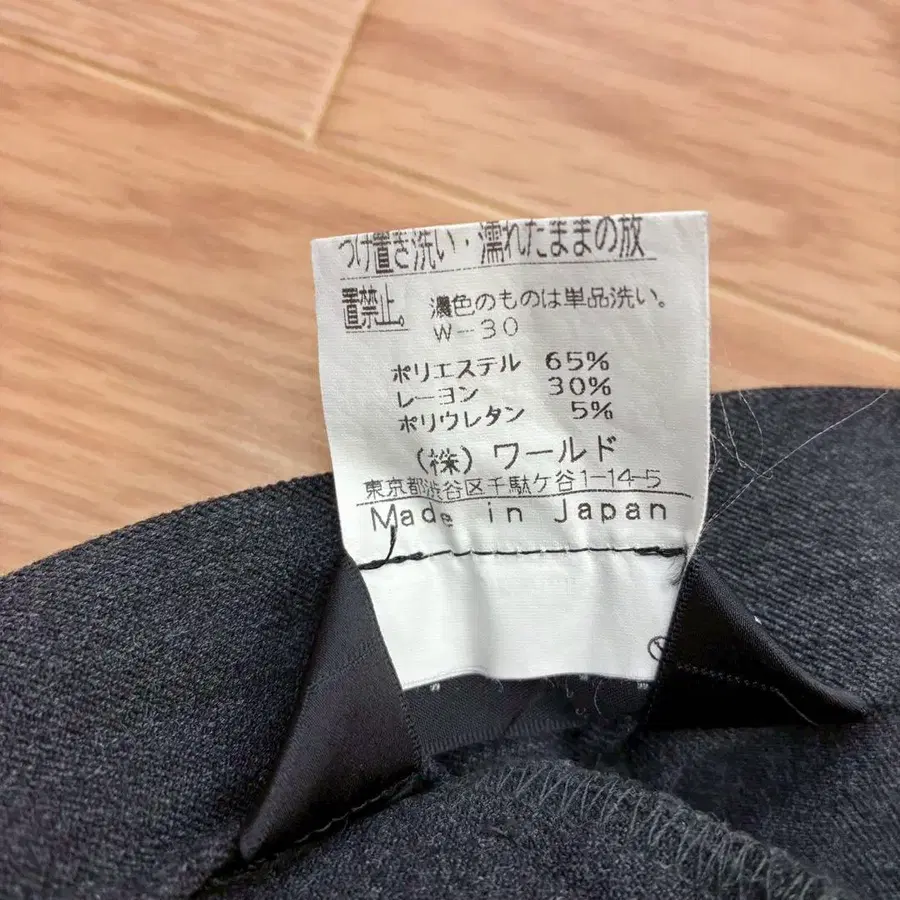 つけ置き洗い・濡れたままの放
置禁止。 濃色のものは単品洗い。
W-30
ポリエステル 65%
レーヨン 30%
ポリウレタン 5%
(株) ワールド
東京都渋谷区千駄ケ谷1-14-5
Made in Japan